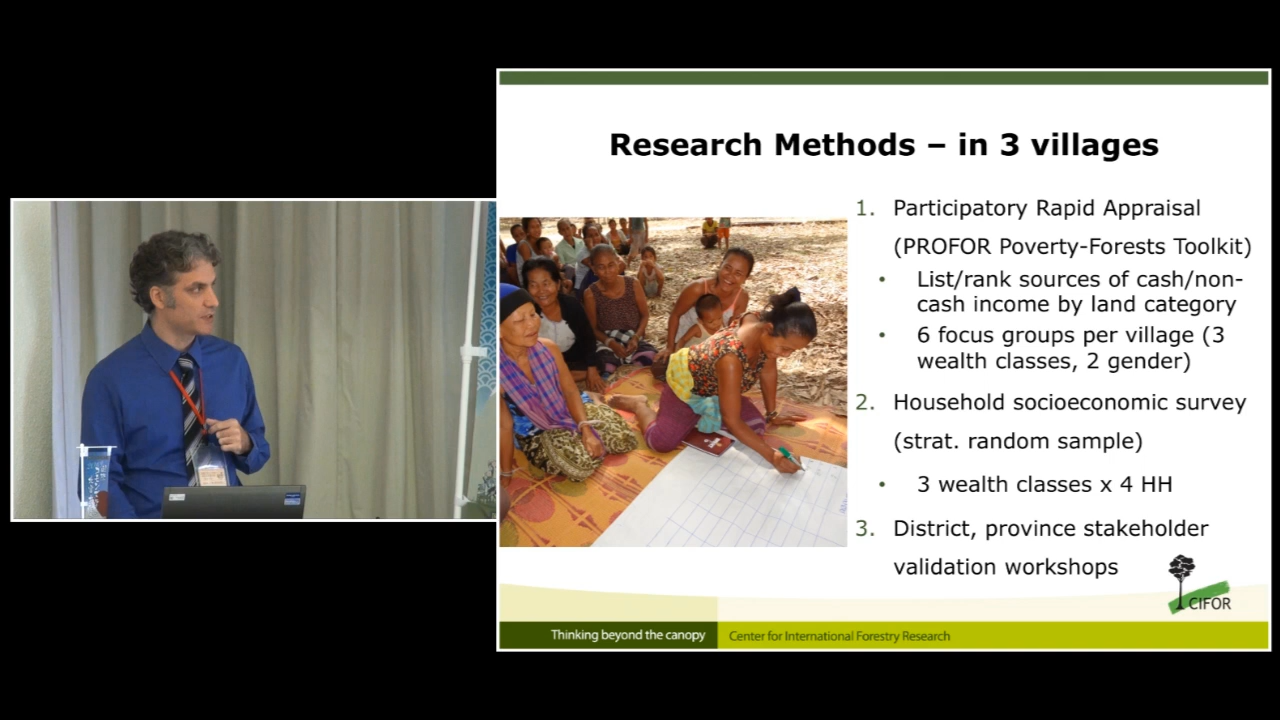 Research Methods – in 3 villages
1. Participatory Rapid Appraisal
(PROFOR Poverty-Forests Toolkit)
• List/rank sources of cash/non-
cash income by land category
• 6 focus groups per village (3
wealth classes, 2 gender)
2. Household socioeconomic survey
(strat. random sample)
• 3 wealth classes x 4 HH
3. District, province stakeholder
validation workshops
CIFOR
Thinking beyond the canopy
Center for International Forestry Research